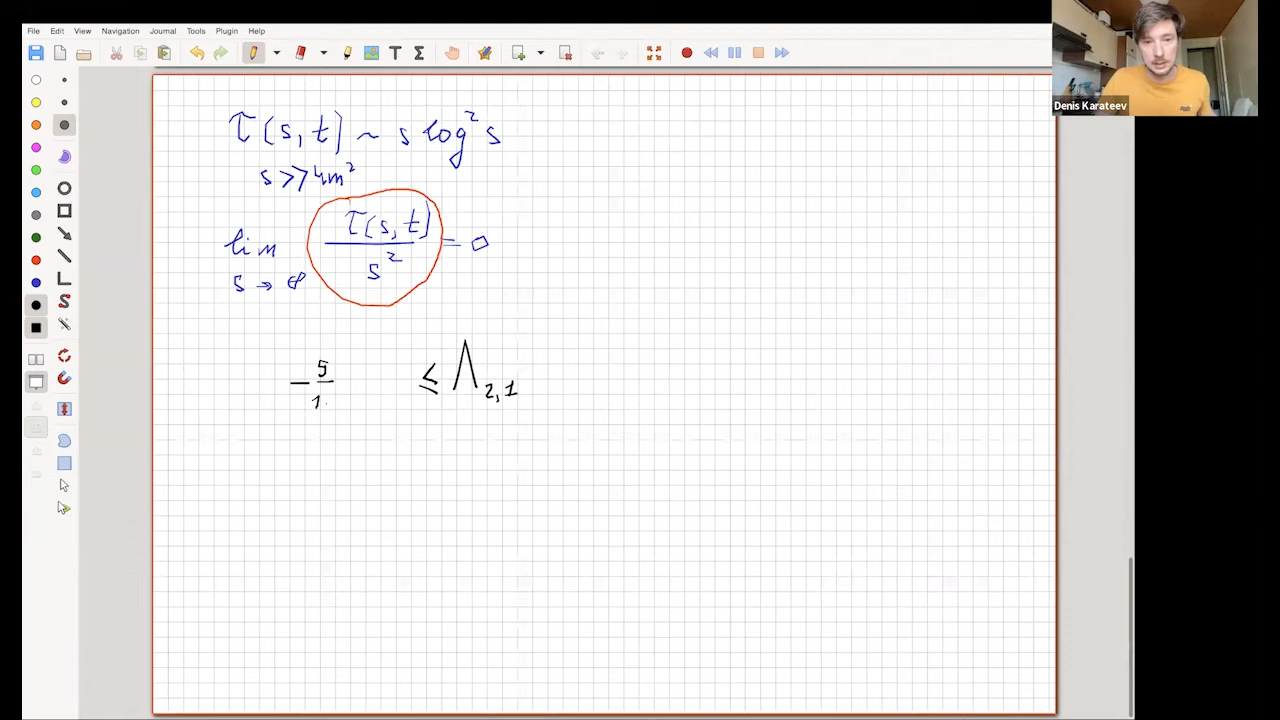 File Edit View Navigation Journal Tools Plugin Help
Denis Karateev
τ(s,t) ~ s log² s
s >> 4m²
lim s → ∞ τ(s,t) / s² = 0
- 5 / 1. ≤ Λ₂,₁